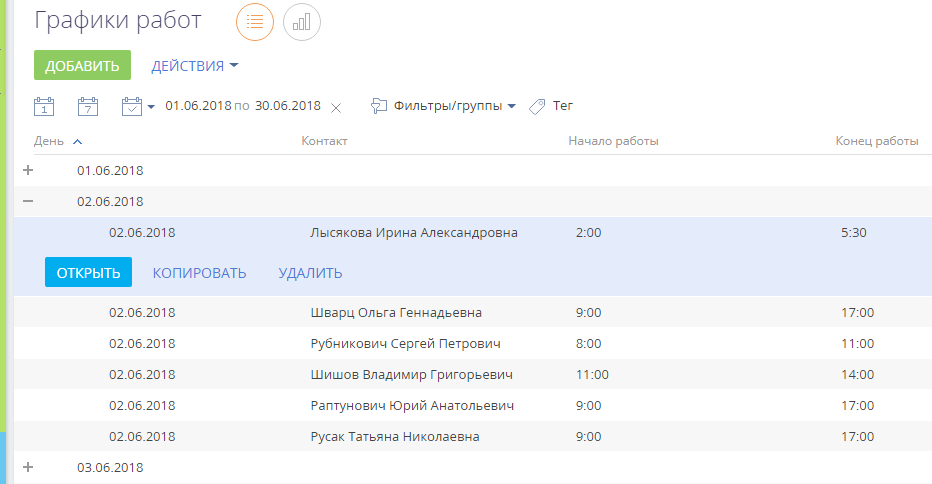 Графики работ
ДОБАВИТЬ ДЕЙСТВИЯ
1 7 01.06.2018 по 30.06.2018 Фильтры/группы Тег
День Контакт Начало работы Конец работы
01.06.2018
02.06.2018
02.06.2018 Лысякова Ирина Александровна 2:00 5:30
ОТКРЫТЬ КОПИРОВАТЬ УДАЛИТЬ
02.06.2018 Шварц Ольга Геннадьевна 9:00 17:00
02.06.2018 Рубникович Сергей Петрович 8:00 11:00
02.06.2018 Шишов Владимир Григорьевич 11:00 14:00
02.06.2018 Раптунович Юрий Анатольевич 9:00 17:00
02.06.2018 Русак Татьяна Николаевна 9:00 17:00
03.06.2018